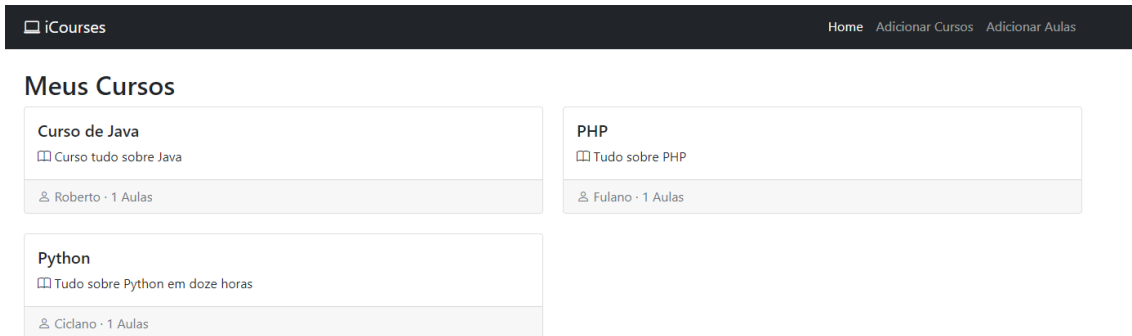 iCourses
Home Adicionar Cursos Adicionar Aulas
Meus Cursos
Curso de Java
Curso tudo sobre Java
Roberto · 1 Aulas
PHP
Tudo sobre PHP
Fulano · 1 Aulas
Python
Tudo sobre Python em doze horas
Ciclano · 1 Aulas